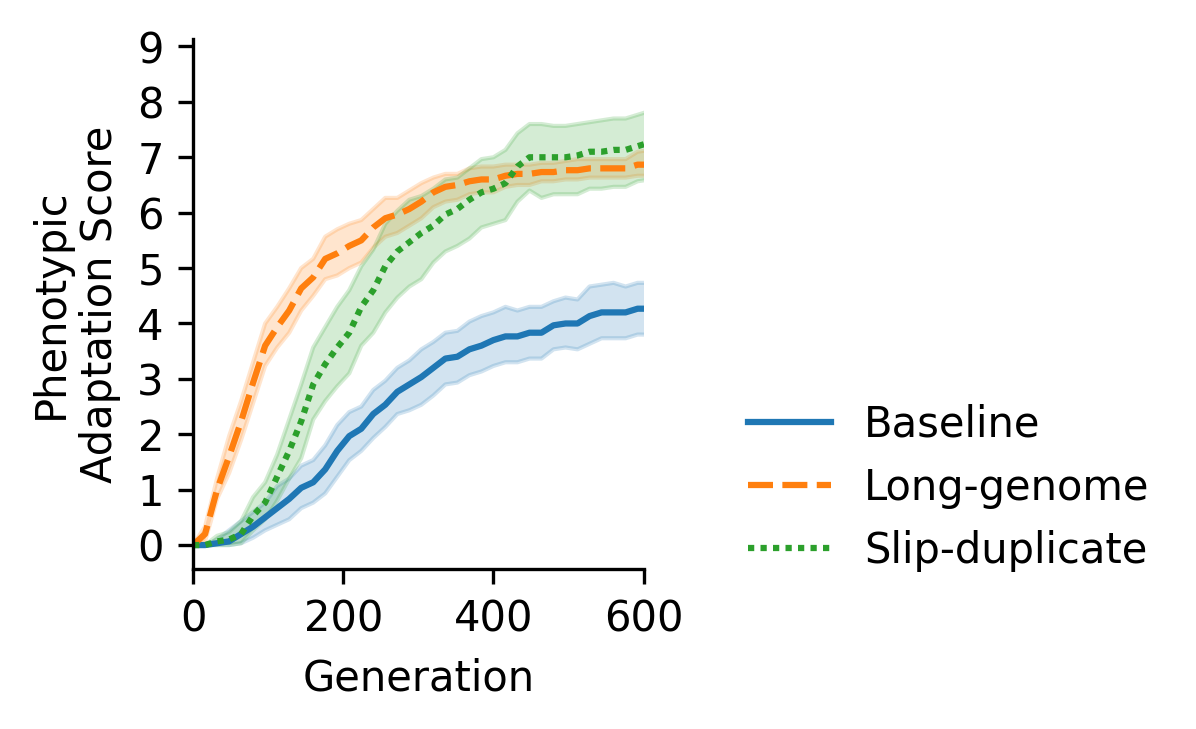 9
8
7
6
5
4
3
2
1
0
Phenotypic
Adaptation Score
0 200 400 600
Generation
Baseline
Long-genome
Slip-duplicate